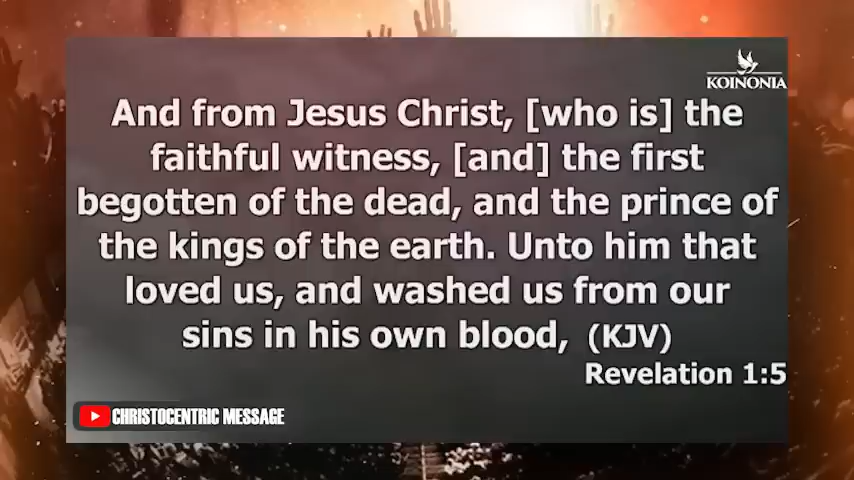 KOINONIA
And from Jesus Christ, [who is] the
faithful witness, [and] the first
begotten of the dead, and the prince of
the kings of the earth. Unto him that
loved us, and washed us from our
sins in his own blood, (KJV)
Revelation 1:5
CHRISTOCENTRIC MESSAGE